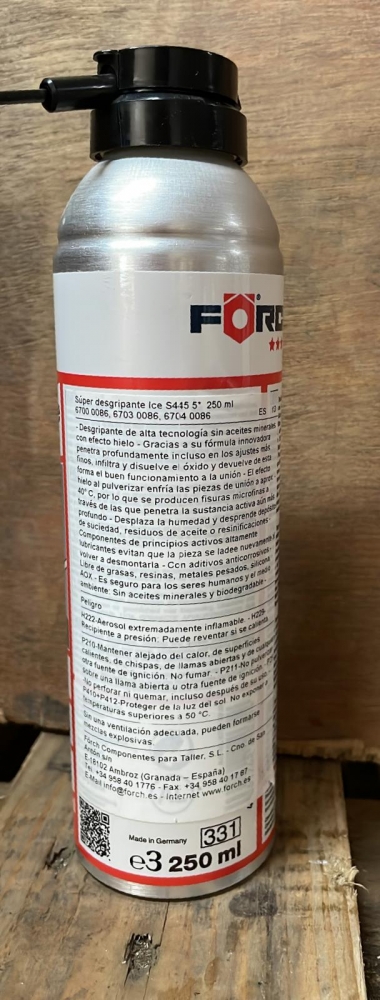 FÖRC
Súper desgripante Ice S445 5* 250 ml
6700 0086, 6703 0086, 6704 0086
ES
- Desgripante de alta tecnología sin aceites minerales
con efecto hielo - Gracias a su fórmula innovadora
penetra profundamente incluso en los ajustes más
finos, infiltra y disuelve el óxido y devuelve de esta
forma el buen funcionamiento a la unión - El efecto
hielo al pulverizar enfría las piezas de unión a aprox
40° C, por lo que se producen fisuras microfinas a
través de las que penetra la sustancia activa aún más
profundo - Desplaza la humedad y desprende depósitos
de suciedad, residuos de aceite o resinificaciones -
Componentes de principios activos altamente
lubricantes evitan que la pieza se ladee nuevamente al
volver a desmontarla - Con aditivos anticorrosivos -
Libre de grasas, resinas, metales pesados, silicona
AOX - Es seguro para los seres humanos y el medio
ambiente: Sin aceites minerales y biodegradable
Peligro
H222-Aerosol extremadamente inflamable. - H229-
Recipiente a presión: Puede reventar si se calienta.
P210-Mantener alejado del calor, de superficies
calientes, de chispas, de llamas abiertas y de cualquier
otra fuente de ignición. No fumar. - P211-No pulverizar
sobre una llama abierta u otra fuente de ignición.
No perforar ni quemar, incluso después de su uso.
P410+P412-Proteger de la luz del sol. No exponer a
temperaturas superiores a 50 °C.
Sin una ventilación adecuada, pueden formarse
mezclas explosivas
Förch Componentes para Taller, S.L. - Cno. de San
Antón s/n
E-18102 Ambroz (Granada – España)
Tel. +34 958 40 1776 - Fax +34 958 40 17 87
E-Mail info@forch.es - Internet www.forch.es
Made in Germany
331
e3 250 ml